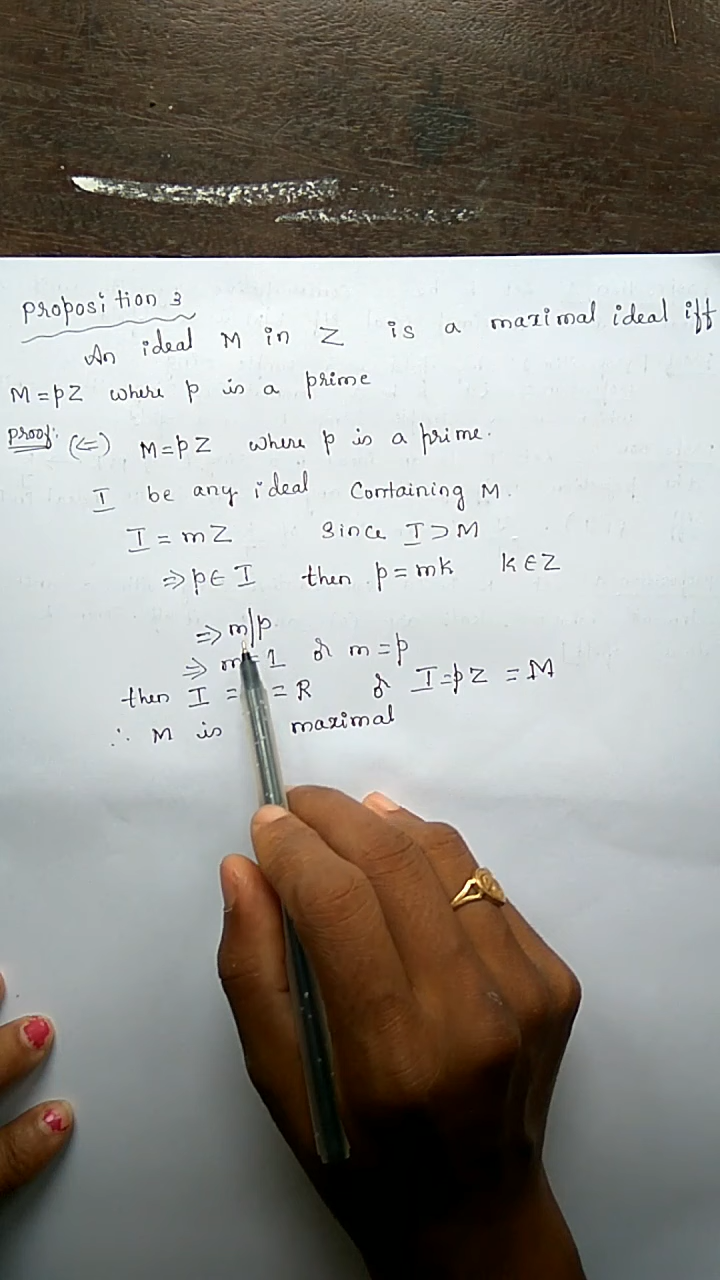 Proposition 3
An ideal M in Z is a maximal ideal iff
M = pZ where p is a prime
Proof: (⇐) M = pZ where p is a prime.
I be any ideal containing M.
I = mZ since I ⊃ M
⇒ p ∈ I then p = mk k ∈ Z
⇒ m|p
⇒ m = 1 or m = p
then I = = R or I = pZ = M
∴ M is maximal